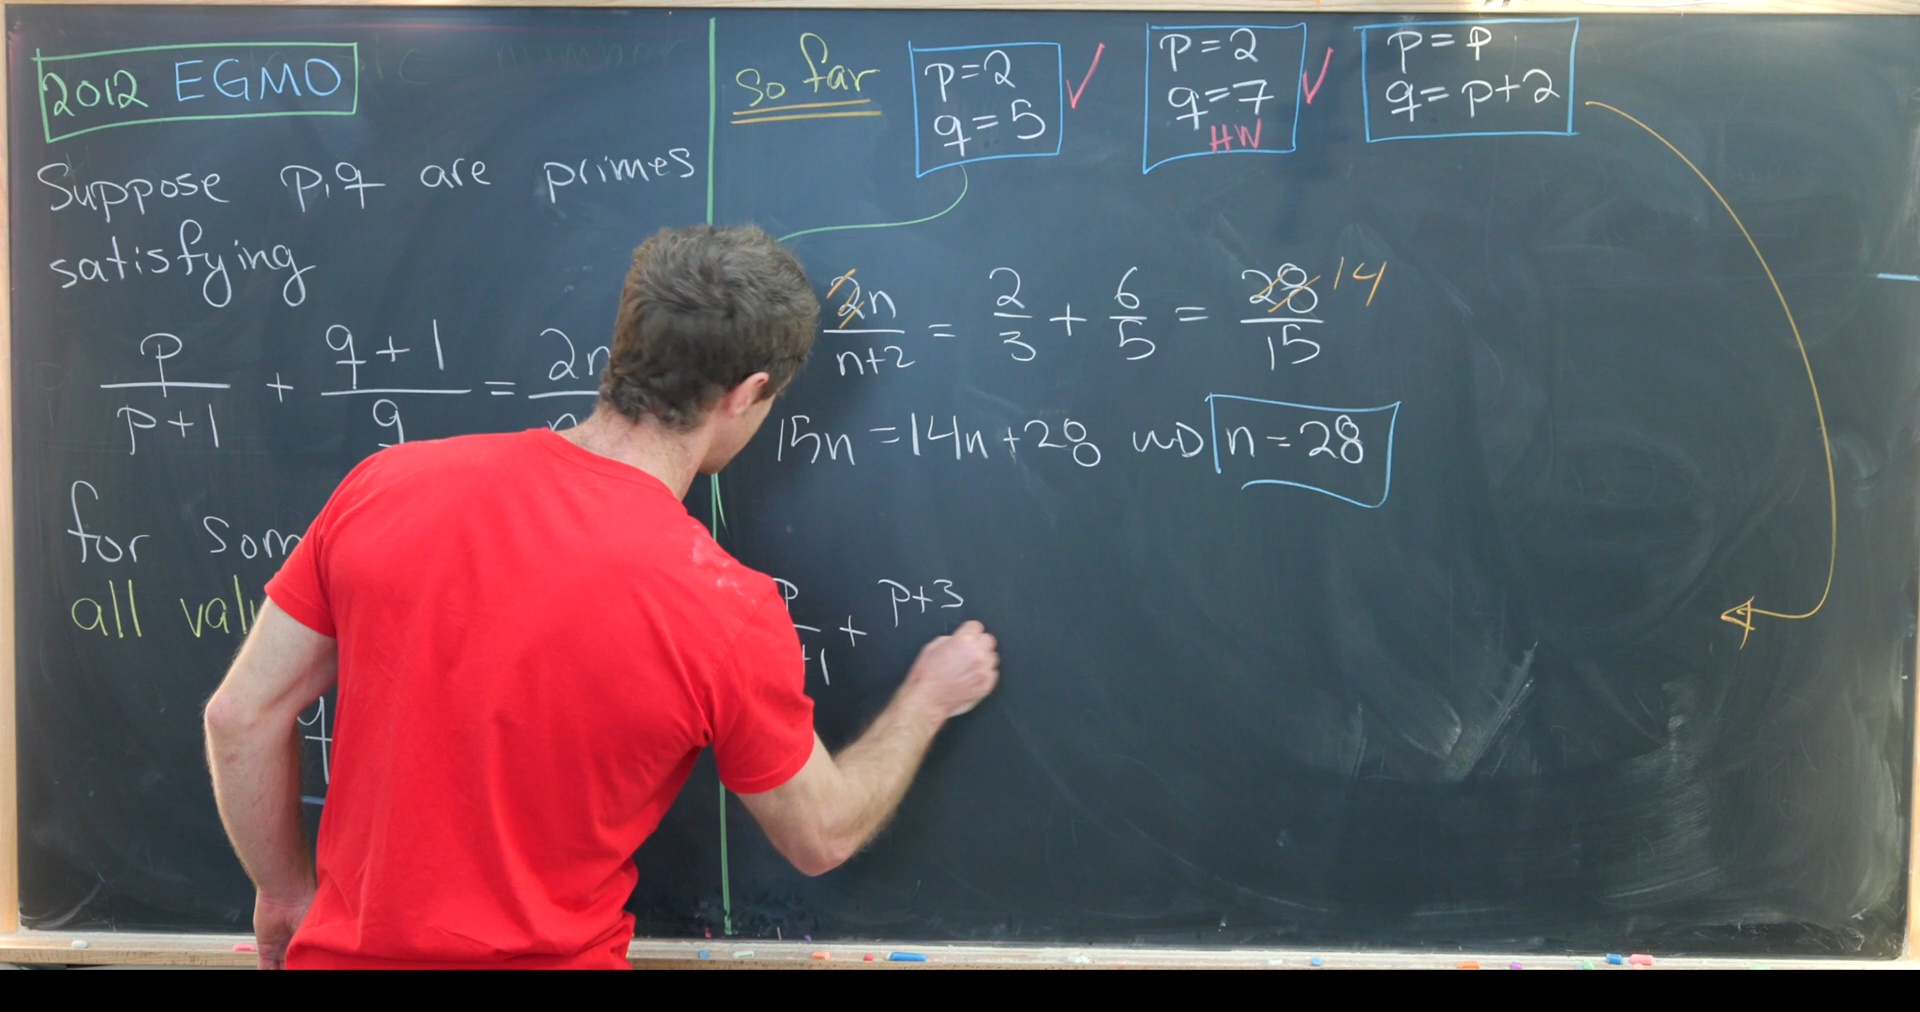 2012 EGMO
Suppose p,q are primes
satisfying
p/p+1 + q+1/q = 2n
for som
all val
q
So far
p=2
q=5 ✓
p=2
q=7 ✓
HW
p=p
q=p+2
2n/n+2 = 2/3 + 6/5 = 28/15 14
15n=14n+28 ⇝ n=28
p/+1 + p+3